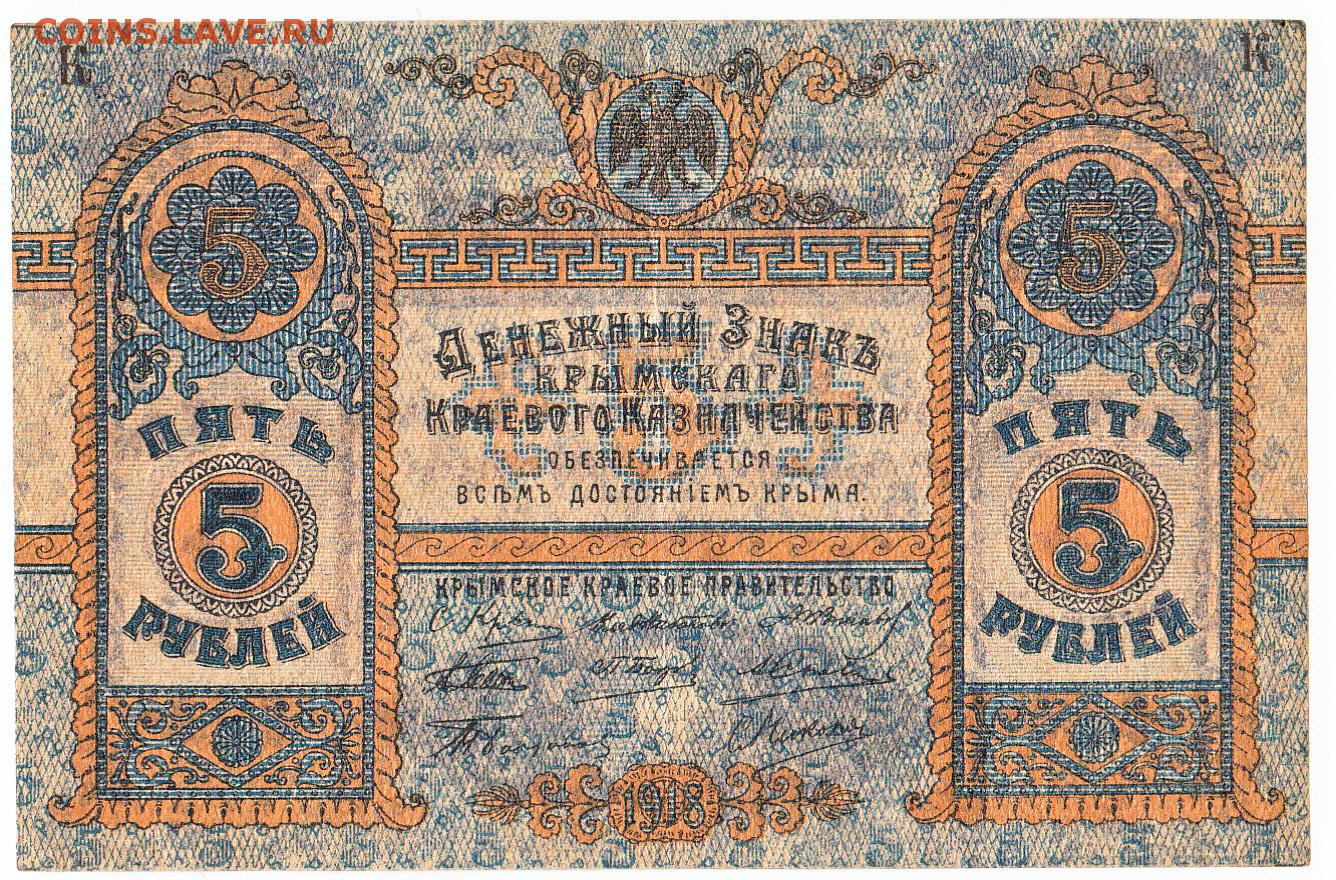 COINS.LAVE.RU
К К
5 5
Денежный Знакъ
КРЫМСКАГО
Краевого Казначейства
ОБЕЗПЕЧИВАЕТСЯ
ВСѢМЪ ДОСТОЯНІЕМЪ КРЫМА.
ПЯТЬ ПЯТЬ
5 5
РУБЛЕЙ РУБЛЕЙ
КРЫМСКОЕ КРАЕВОЕ ПРАВИТЕЛЬСТВО
1918